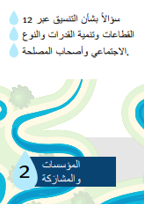 12 سؤالاً بشأن التنسيق عبر
القطاعات وتنمية القدرات والنوع
الاجتماعي وأصحاب المصلحة.
2
المؤسسات
والمشاركة